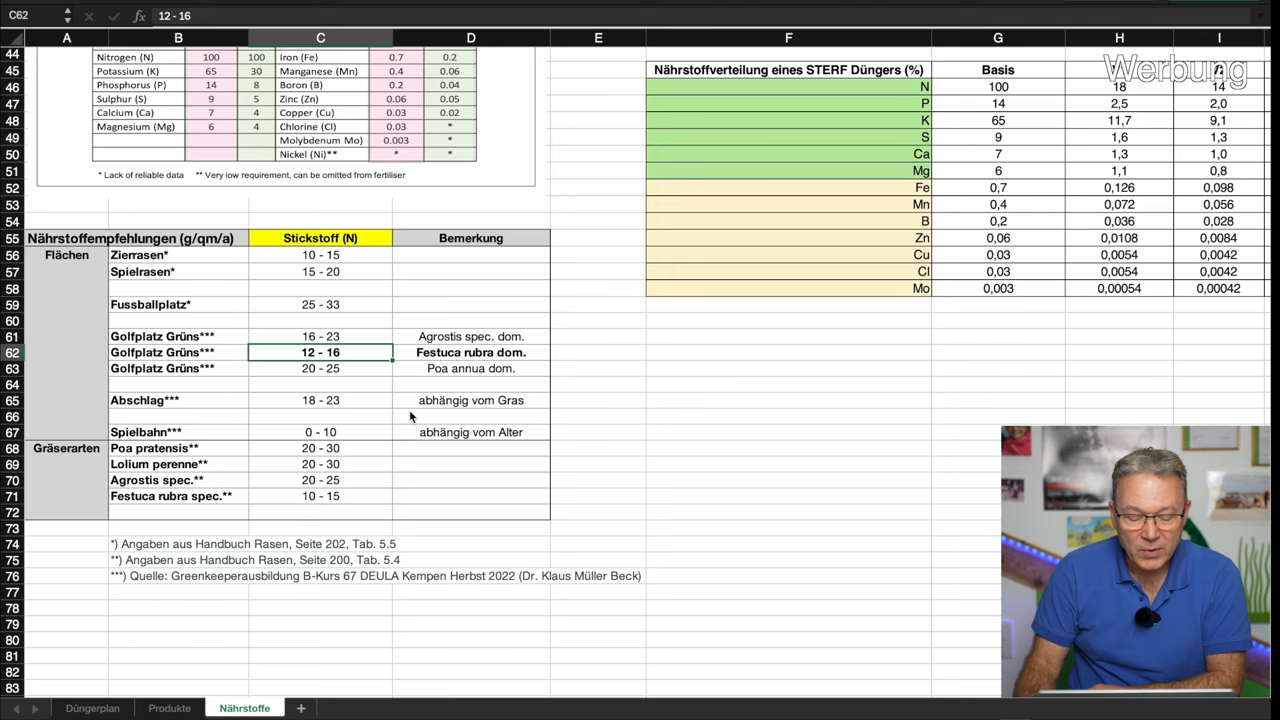 C62 fx 12 - 16
A B C D E F G H I
44 Nitrogen (N) 100 100 Iron (Fe) 0.7 0.2
45 Potassium (K) 65 30 Manganese (Mn) 0.4 0.06 Nährstoffverteilung eines STERF Düngers (%) Basis
Werbung
46 Phosphorus (P) 14 8 Boron (B) 0.2 0.04 N 100 18 14
47 Sulphur (S) 9 5 Zinc (Zn) 0.06 0.05 P 14 2,5 2,0
48 Calcium (Ca) 7 4 Copper (Cu) 0.03 0.02 K 65 11,7 9,1
49 Magnesium (Mg) 6 4 Chlorine (Cl) 0.03 * S 9 1,6 1,3
Molybdenum Mo) 0.003 *
50 Nickel (Ni)** * * Ca 7 1,3 1,0
51 * Lack of reliable data ** Very low requirement, can be omitted from fertiliser Mg 6 1,1 0,8
52 Fe 0,7 0,126 0,098
53 Mn 0,4 0,072 0,056
54 B 0,2 0,036 0,028
55 Nährstoffempfehlungen (g/qm/a) Stickstoff (N) Bemerkung Zn 0,06 0,0108 0,0084
56 Flächen Zierrasen* 10 - 15 Cu 0,03 0,0054 0,0042
57 Spielrasen* 15 - 20 Cl 0,03 0,0054 0,0042
58 Mo 0,003 0,00054 0,00042
59 Fussballplatz* 25 - 33
60
61 Golfplatz Grüns*** 16 - 23 Agrostis spec. dom.
62 Golfplatz Grüns*** 12 - 16 Festuca rubra dom.
63 Golfplatz Grüns*** 20 - 25 Poa annua dom.
64
65 Abschlag*** 18 - 23 abhängig vom Gras
66
67 Spielbahn*** 0 - 10 abhängig vom Alter
68 Gräserarten Poa pratensis** 20 - 30
69 Lolium perenne** 20 - 30
70 Agrostis spec.** 20 - 25
71 Festuca rubra spec.** 10 - 15
72
73
74 *) Angaben aus Handbuch Rasen, Seite 202, Tab. 5.5
75 **) Angaben aus Handbuch Rasen, Seite 200, Tab. 5.4
76 ***) Quelle: Greenkeeperausbildung B-Kurs 67 DEULA Kempen Herbst 2022 (Dr. Klaus Müller Beck)
77
78
79
80
81
82
83
Düngerplan Produkte Nährstoffe +